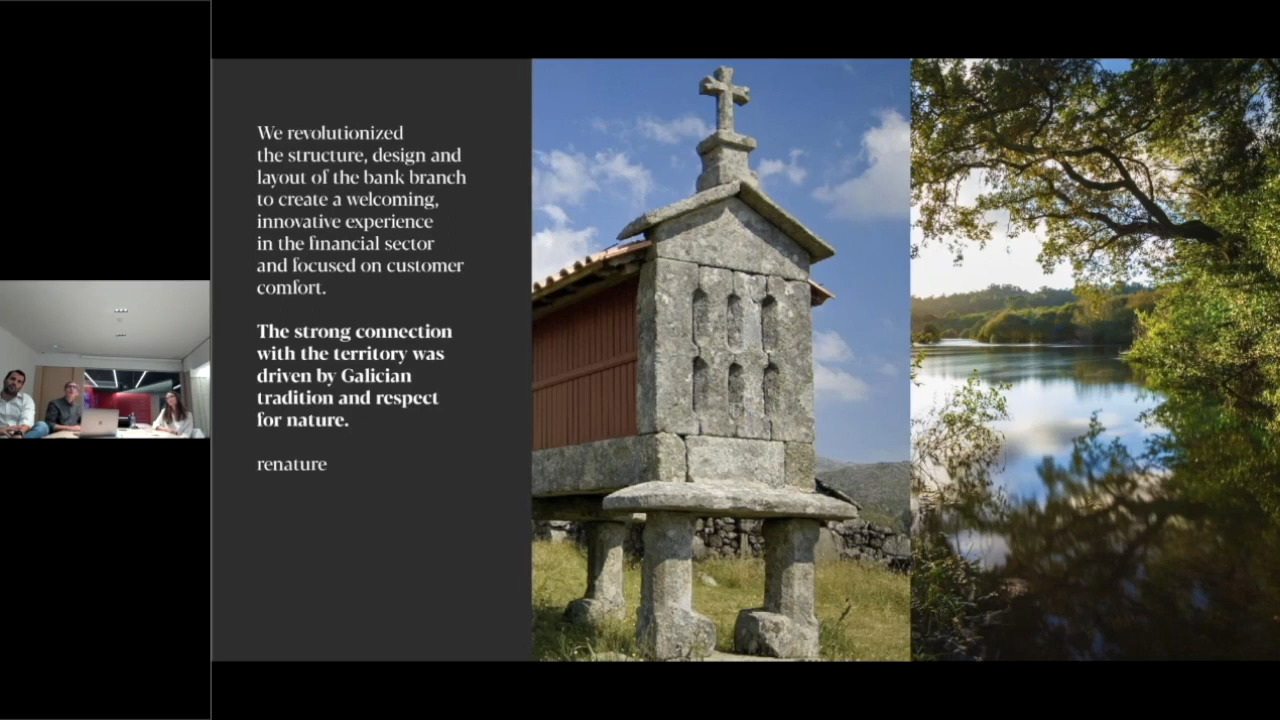 We revolutionized
the structure, design and
layout of the bank branch
to create a welcoming,
innovative experience
in the financial sector
and focused on customer
comfort.
The strong connection
with the territory was
driven by Galician
tradition and respect
for nature.
renature